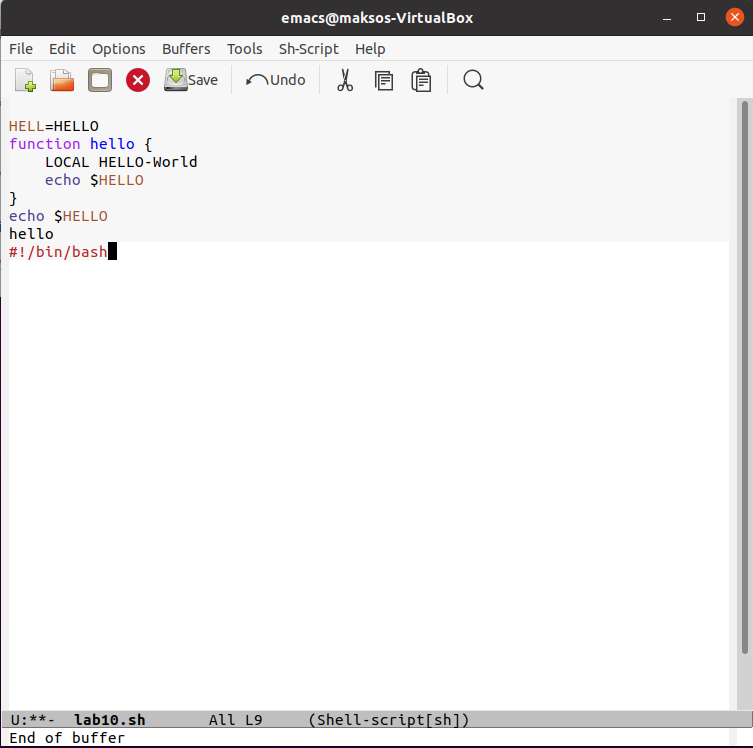 emacs@maksos-VirtualBox
File Edit Options Buffers Tools Sh-Script Help
Save Undo
HELL=HELLO
function hello {
    LOCAL HELLO-World
    echo $HELLO
}
echo $HELLO
hello
#!/bin/bash
U:**-  lab10.sh       All L9     (Shell-script[sh])
End of buffer